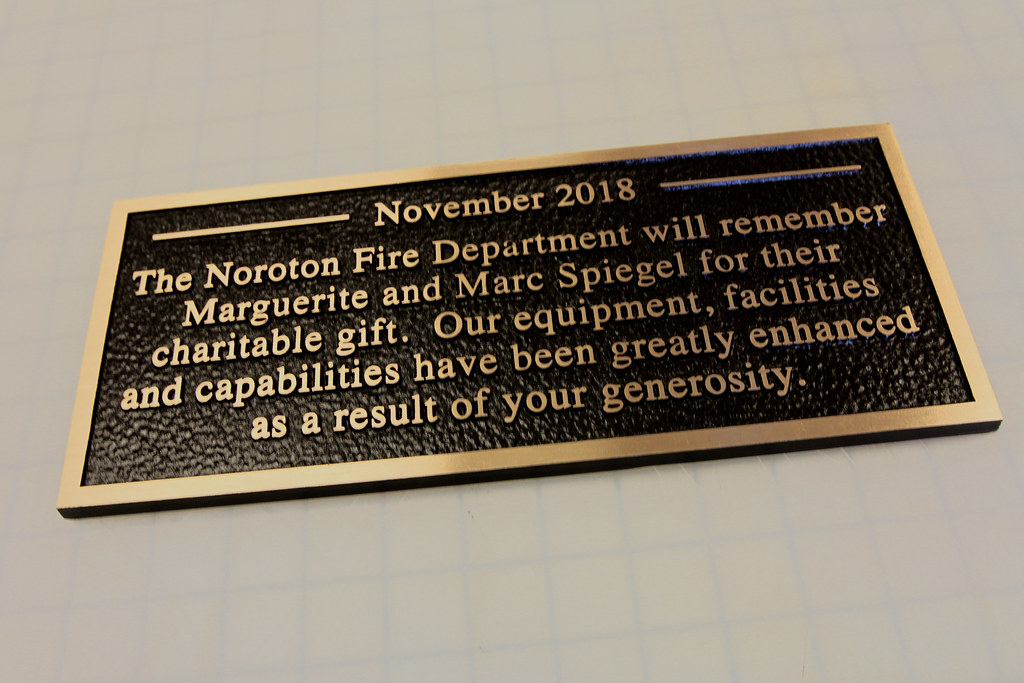 November 2018
The Noroton Fire Department will remember
Marguerite and Marc Spiegel for their
charitable gift. Our equipment, facilities
and capabilities have been greatly enhanced
as a result of your generosity.